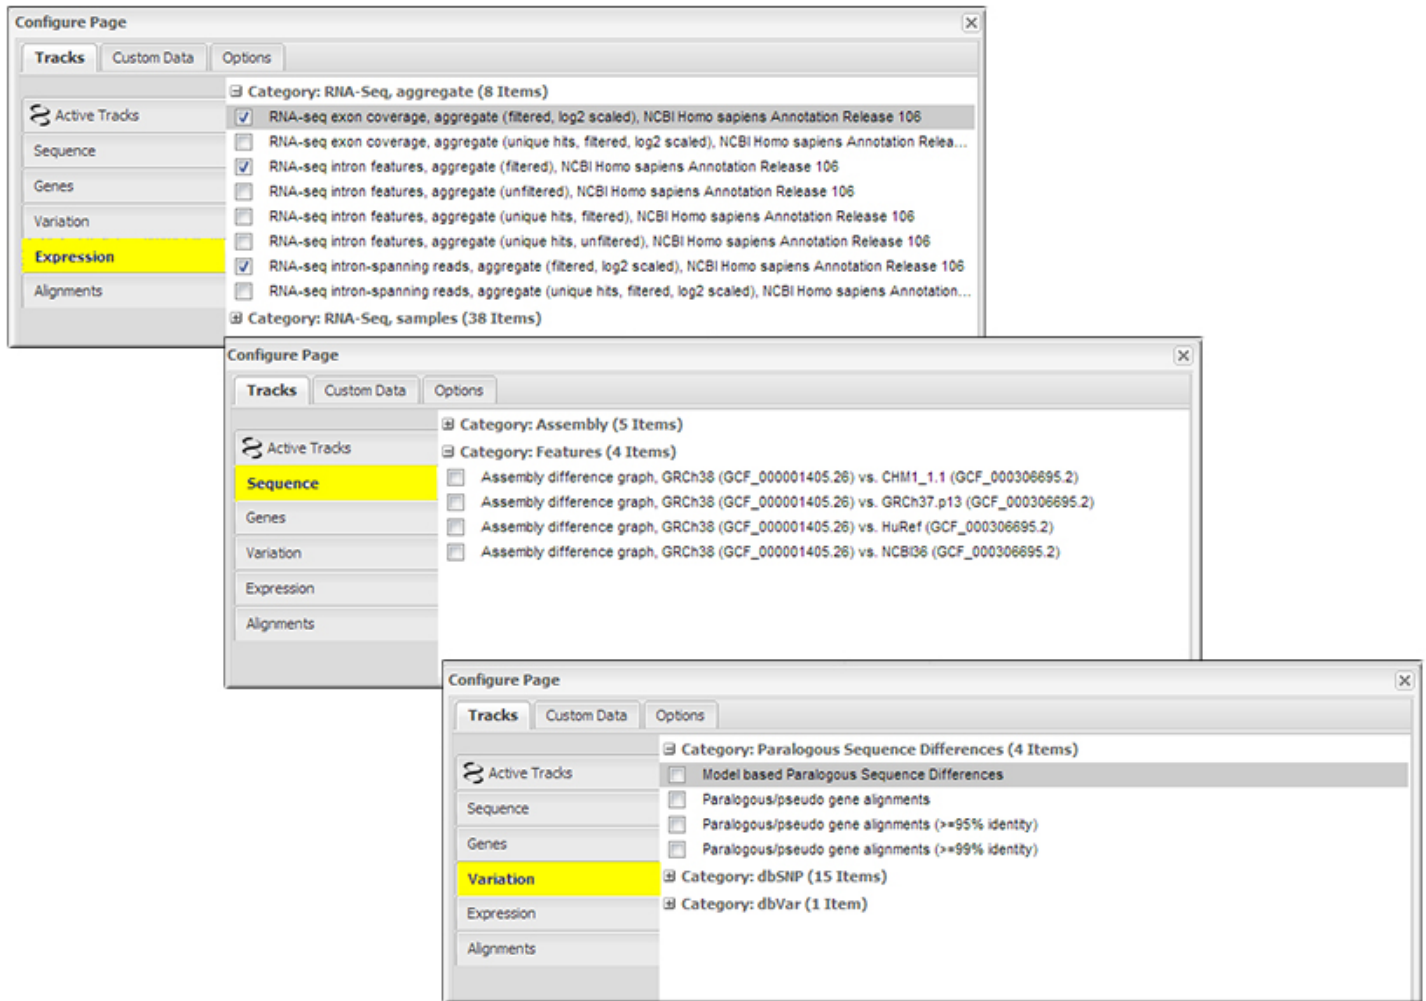 Configure Page
Tracks Custom Data Options
Active Tracks
Sequence
Genes
Variation
Expression
Alignments
Category: RNA-Seq, aggregate (8 Items)
RNA-seq exon coverage, aggregate (filtered, log2 scaled), NCBI Homo sapiens Annotation Release 106
RNA-seq exon coverage, aggregate (unique hits, filtered, log2 scaled), NCBI Homo sapiens Annotation Relea...
RNA-seq intron features, aggregate (filtered), NCBI Homo sapiens Annotation Release 106
RNA-seq intron features, aggregate (unfiltered), NCBI Homo sapiens Annotation Release 106
RNA-seq intron features, aggregate (unique hits, filtered), NCBI Homo sapiens Annotation Release 106
RNA-seq intron features, aggregate (unique hits, unfiltered), NCBI Homo sapiens Annotation Release 106
RNA-seq intron-spanning reads, aggregate (filtered, log2 scaled), NCBI Homo sapiens Annotation Release 106
RNA-seq intron-spanning reads, aggregate (unique hits, filtered, log2 scaled), NCBI Homo sapiens Annotation...
Category: RNA-Seq, samples (38 Items)
Configure Page
Tracks Custom Data Options
Active Tracks
Sequence
Genes
Variation
Expression
Alignments
Category: Assembly (5 Items)
Category: Features (4 Items)
Assembly difference graph, GRCh38 (GCF_000001405.26) vs. CHM1_1.1 (GCF_000306695.2)
Assembly difference graph, GRCh38 (GCF_000001405.26) vs. GRCh37.p13 (GCF_000306695.2)
Assembly difference graph, GRCh38 (GCF_000001405.26) vs. HuRef (GCF_000306695.2)
Assembly difference graph, GRCh38 (GCF_000001405.26) vs. NCBI36 (GCF_000306695.2)
Configure Page
Tracks Custom Data Options
Active Tracks
Sequence
Genes
Variation
Expression
Alignments
Category: Paralogous Sequence Differences (4 Items)
Model based Paralogous Sequence Differences
Paralogous/pseudo gene alignments
Paralogous/pseudo gene alignments (>=95% identity)
Paralogous/pseudo gene alignments (>=99% identity)
Category: dbSNP (15 Items)
Category: dbVar (1 Item)